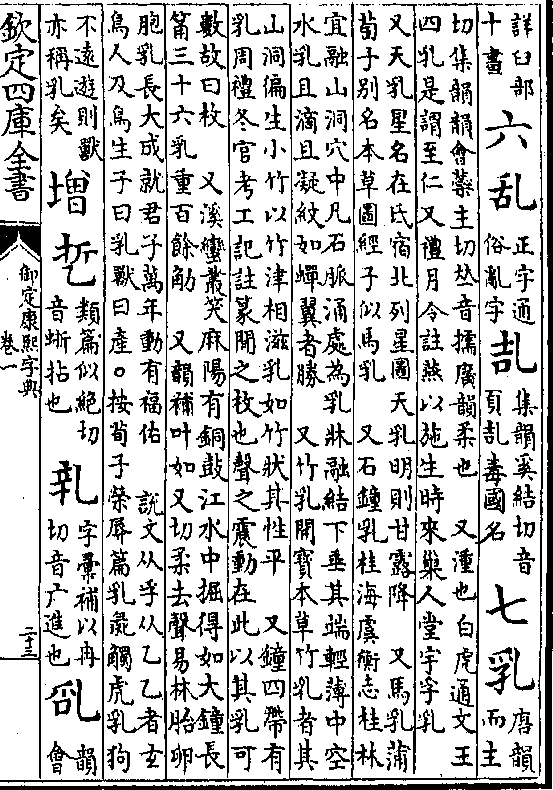 詳臼部
十畫
六
乱
正字通
俗亂字
集韻奚結切音
頁毒國名
七
乳
唐韻
而主
切集韻韻會䕺主切𠀤音擩廣韻柔也 又湩也白虎通文王
四乳是謂至仁又禮月令註燕以施生時來巢人堂宇字乳
又天乳星名在氐宿北列星圖天乳明則甘露降 又馬乳蒲
荀子别名本草圖經子似馬乳 又石鐘乳桂海虞衡志桂林
宜融山洞穴中凡石脈涌處為乳牀融結下垂其端輕薄中空
水乳且滴且凝紋如蟬翼者勝 又竹乳開寶本草竹乳者其
山洞偏生小竹以竹津相滋乳如竹狀其性平 又鐘四帶有
乳周禮冬官考工記註篆閒之枚也聲之震動在此以其乳可
數故曰枚 又溪蠻叢笑麻陽有銅鼓江水中掘得如大鐘長
筩三十六乳重百餘觔 又韻補叶如又切柔去聲易林胎卵
胞乳長大成就君子萬年動有福佑 說文从孚从乙乙者玄
鳥人及鳥生子曰乳獸曰產○按荀子榮辱篇乳彘觸虎乳狗
不遠遊則獸
亦稱乳矣
增
類篇似絕切
音蜥拈也
字彙補以冉
切音广進也
韻
會
欽定四庫全書
御定康熙字典
卷一
二十三